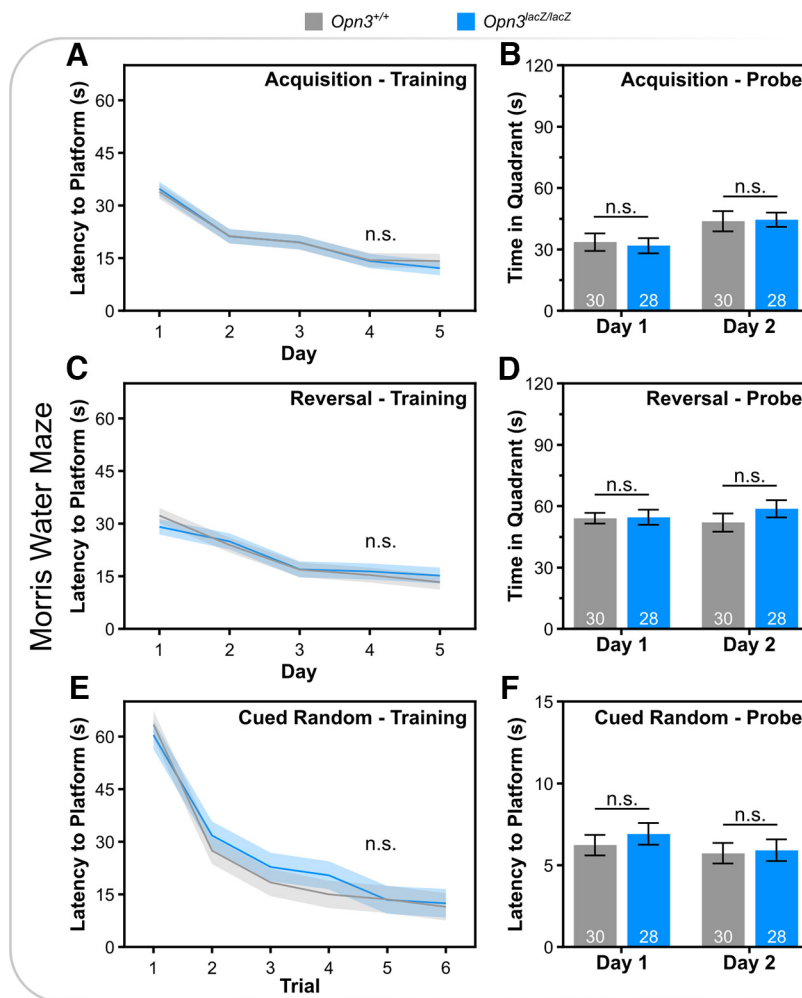 Opn3+/+ Opn3lacZ/lacZ
Morris Water Maze
A
Acquisition - Training
Latency to Platform (s)
60
45
30
15
0
n.s.
1 2 3 4 5
Day
B
Acquisition - Probe
Time in Quadrant (s)
120
90
60
30
0
n.s. n.s.
30 28 30 28
Day 1 Day 2
C
Reversal - Training
Latency to Platform (s)
60
45
30
15
0
n.s.
1 2 3 4 5
Day
D
Reversal - Probe
Time in Quadrant (s)
120
90
60
30
0
n.s. n.s.
30 28 30 28
Day 1 Day 2
E
Cued Random - Training
Latency to Platform (s)
60
45
30
15
0
n.s.
1 2 3 4 5 6
Trial
F
Cued Random - Probe
Latency to Platform (s)
15
10
5
0
n.s. n.s.
30 28 30 28
Day 1 Day 2